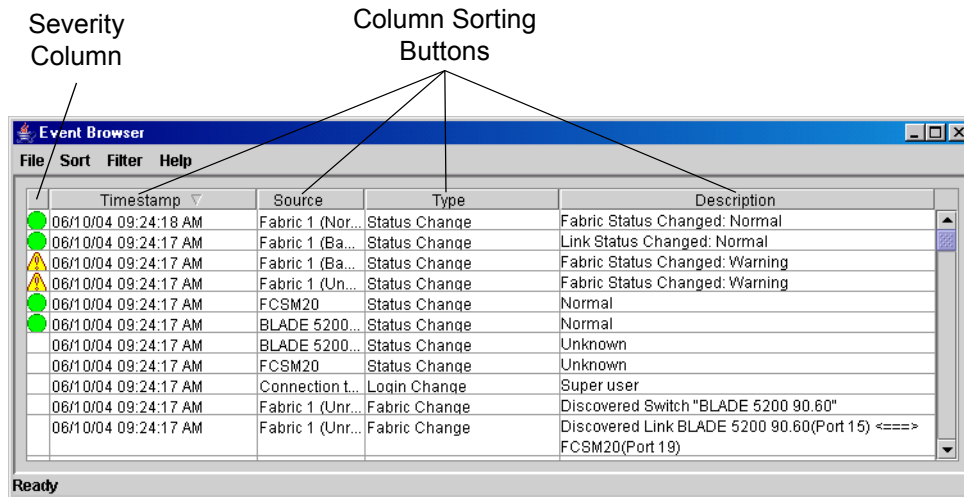 Severity
Column
Column Sorting
Buttons
Event Browser
File Sort Filter Help
Timestamp Source Type Description
06/10/04 09:24:18 AM Fabric 1 (Nor... Status Change Fabric Status Changed: Normal
06/10/04 09:24:17 AM Fabric 1 (Ba... Status Change Link Status Changed: Normal
06/10/04 09:24:17 AM Fabric 1 (Ba... Status Change Fabric Status Changed: Warning
06/10/04 09:24:17 AM Fabric 1 (Un... Status Change Fabric Status Changed: Warning
06/10/04 09:24:17 AM FCSM20 Status Change Normal
06/10/04 09:24:17 AM BLADE 5200... Status Change Normal
06/10/04 09:24:17 AM BLADE 5200... Status Change Unknown
06/10/04 09:24:17 AM FCSM20 Status Change Unknown
06/10/04 09:24:17 AM Connection t... Login Change Super user
06/10/04 09:24:17 AM Fabric 1 (Unr... Fabric Change Discovered Switch "BLADE 5200 90.60"
06/10/04 09:24:17 AM Fabric 1 (Unr... Fabric Change Discovered Link BLADE 5200 90.60(Port 15) <===>
FCSM20(Port 19)
Ready